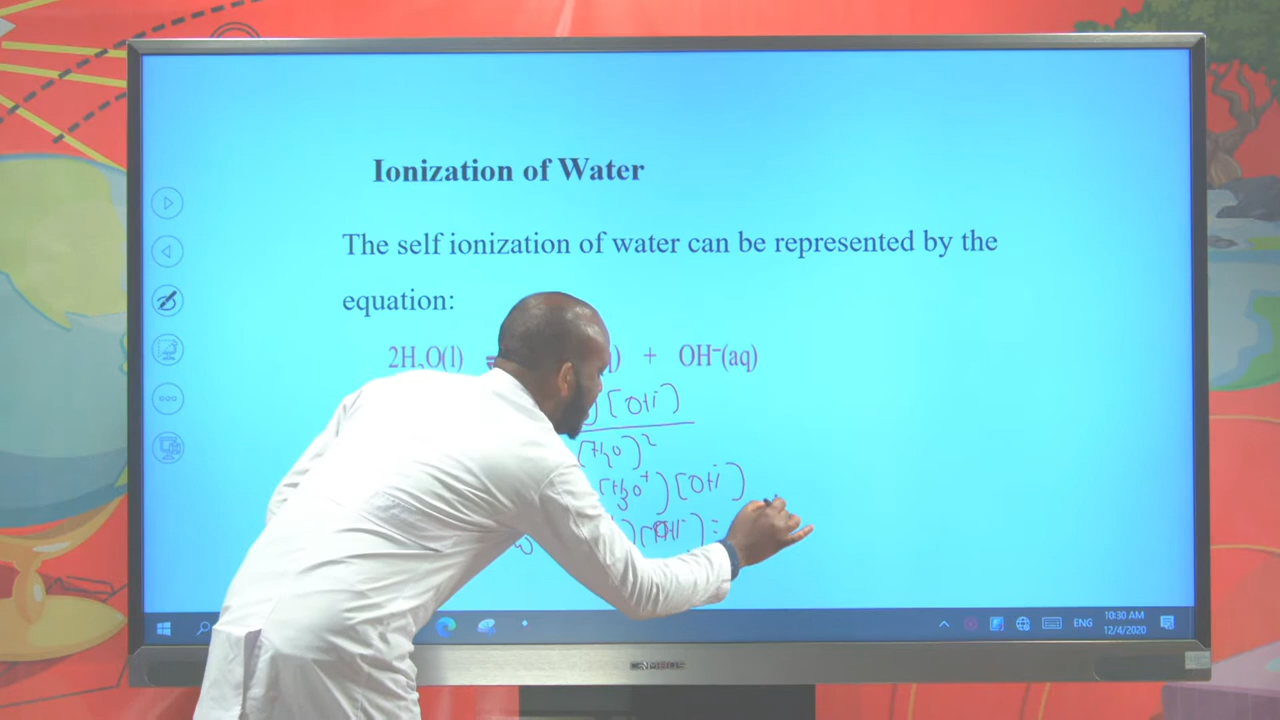 Ionization of Water
The self ionization of water can be represented by the
equation:
2H₂O(l) ) + OH⁻(aq)
][OH⁻]
[H₂O]²
[H₃O⁺][OH⁻]
][OH⁻] =
ω
ENG
10:30 AM
12/4/2020